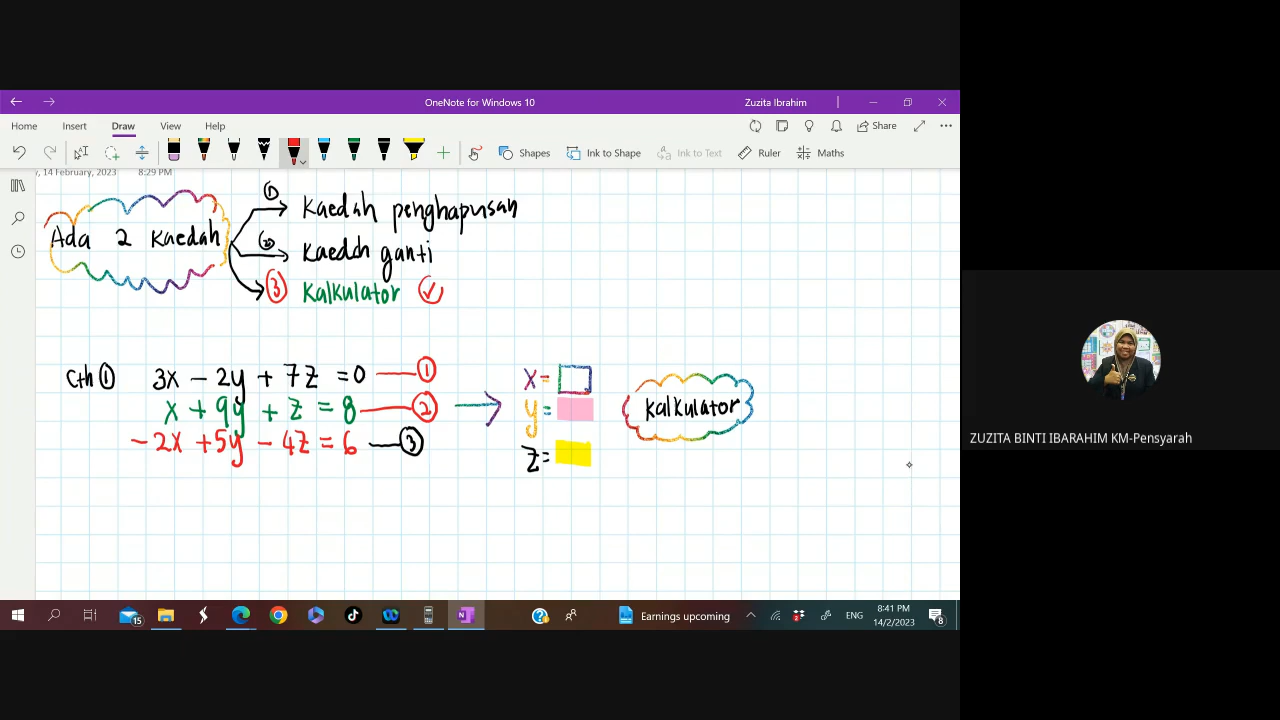 OneNote for Windows 10
Zuzita Ibrahim
Home Insert Draw View Help
Share
Shapes Ink to Shape Ink to Text Ruler Maths
, 14 February, 2023 8:29 PM
Ada 2 Kaedah
① Kaedah penghapusan
② Kaedah ganti
③ Kalkulator ✓
Cth ① 3x - 2y + 7z = 0 — ①
x + 9y + z = 8 — ②
-2x + 5y - 4z = 6 — ③
x =
y =
z =
Kalkulator
ZUZITA BINTI IBARAHIM KM-Pensyarah
15
2
Earnings upcoming
ENG
8:41 PM
14/2/2023
8